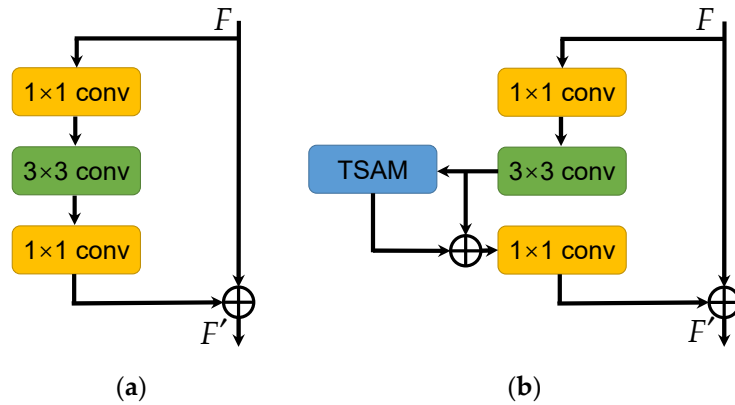 F
1×1 conv
3×3 conv
1×1 conv
F′
(a)
F
1×1 conv
TSAM
3×3 conv
1×1 conv
F′
(b)